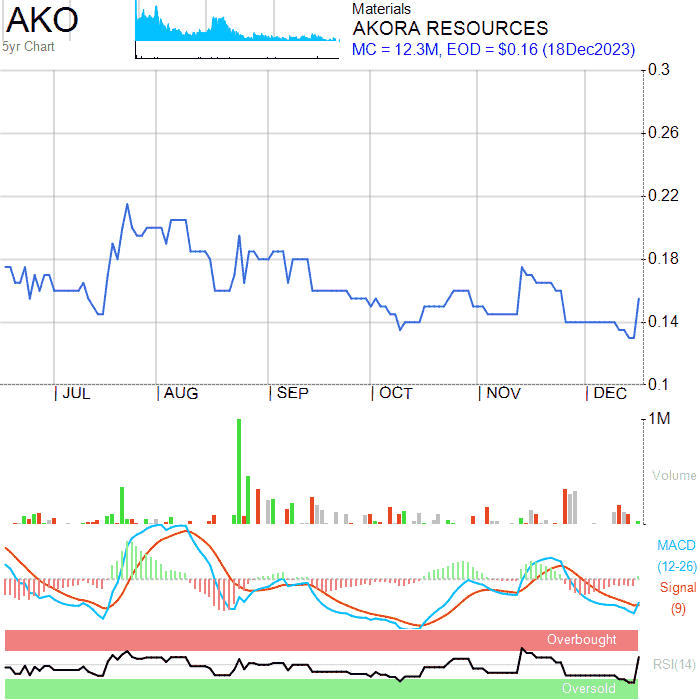 AKO
5yr Chart
Materials
AKORA RESOURCES
MC = 12.3M, EOD = $0.16 (18Dec2023)
0.3
0.26
0.22
0.18
0.14
0.1
JUL AUG SEP OCT NOV DEC
1M
Volume
MACD
(12-26)
Signal
(9)
Overbought
RSI(14)
Oversold